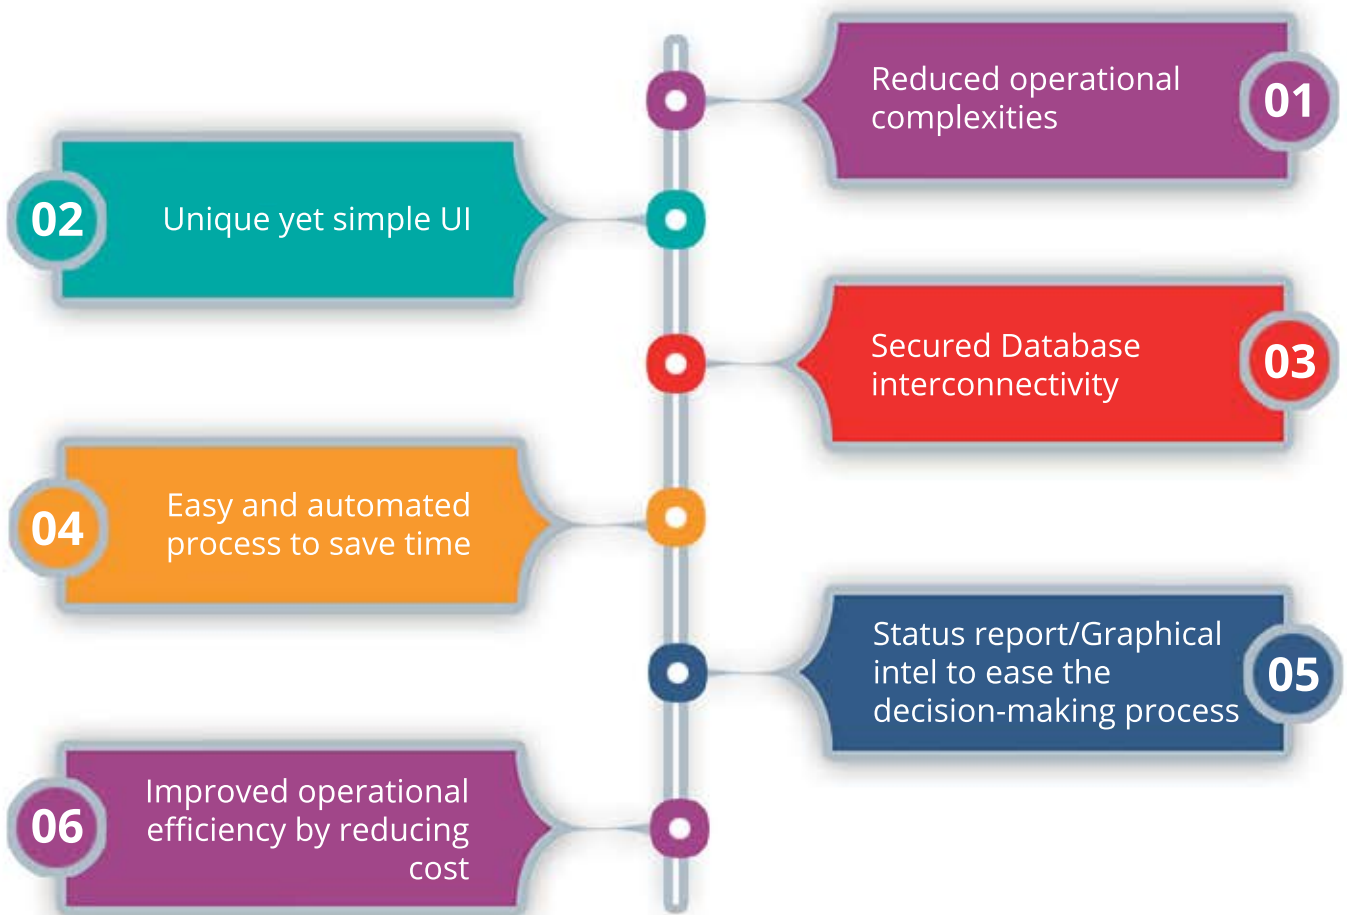 01
Reduced operational
complexities
02
Unique yet simple UI
03
Secured Database
interconnectivity
04
Easy and automated
process to save time
05
Status report/Graphical
intel to ease the
decision-making process
06
Improved operational
efficiency by reducing
cost